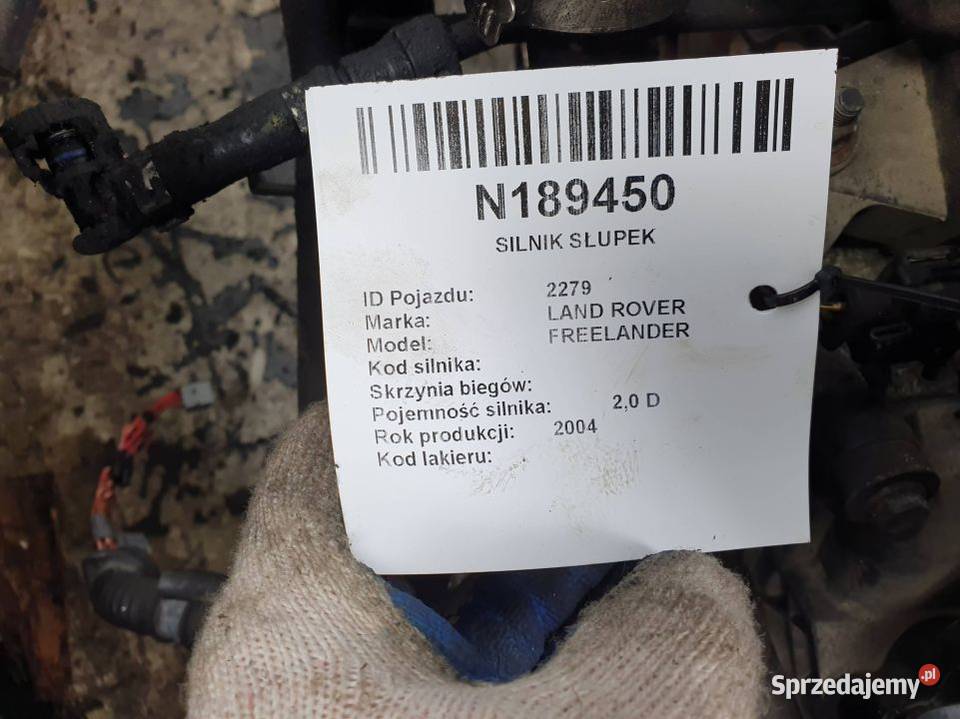 N189450
SILNIK SŁUPEK
ID Pojazdu: 2279
Marka: LAND ROVER
Model: FREELANDER
Kod silnika:
Skrzynia biegów:
Pojemność silnika: 2,0 D
Rok produkcji: 2004
Kod lakieru:
Sprzedajemy.pl